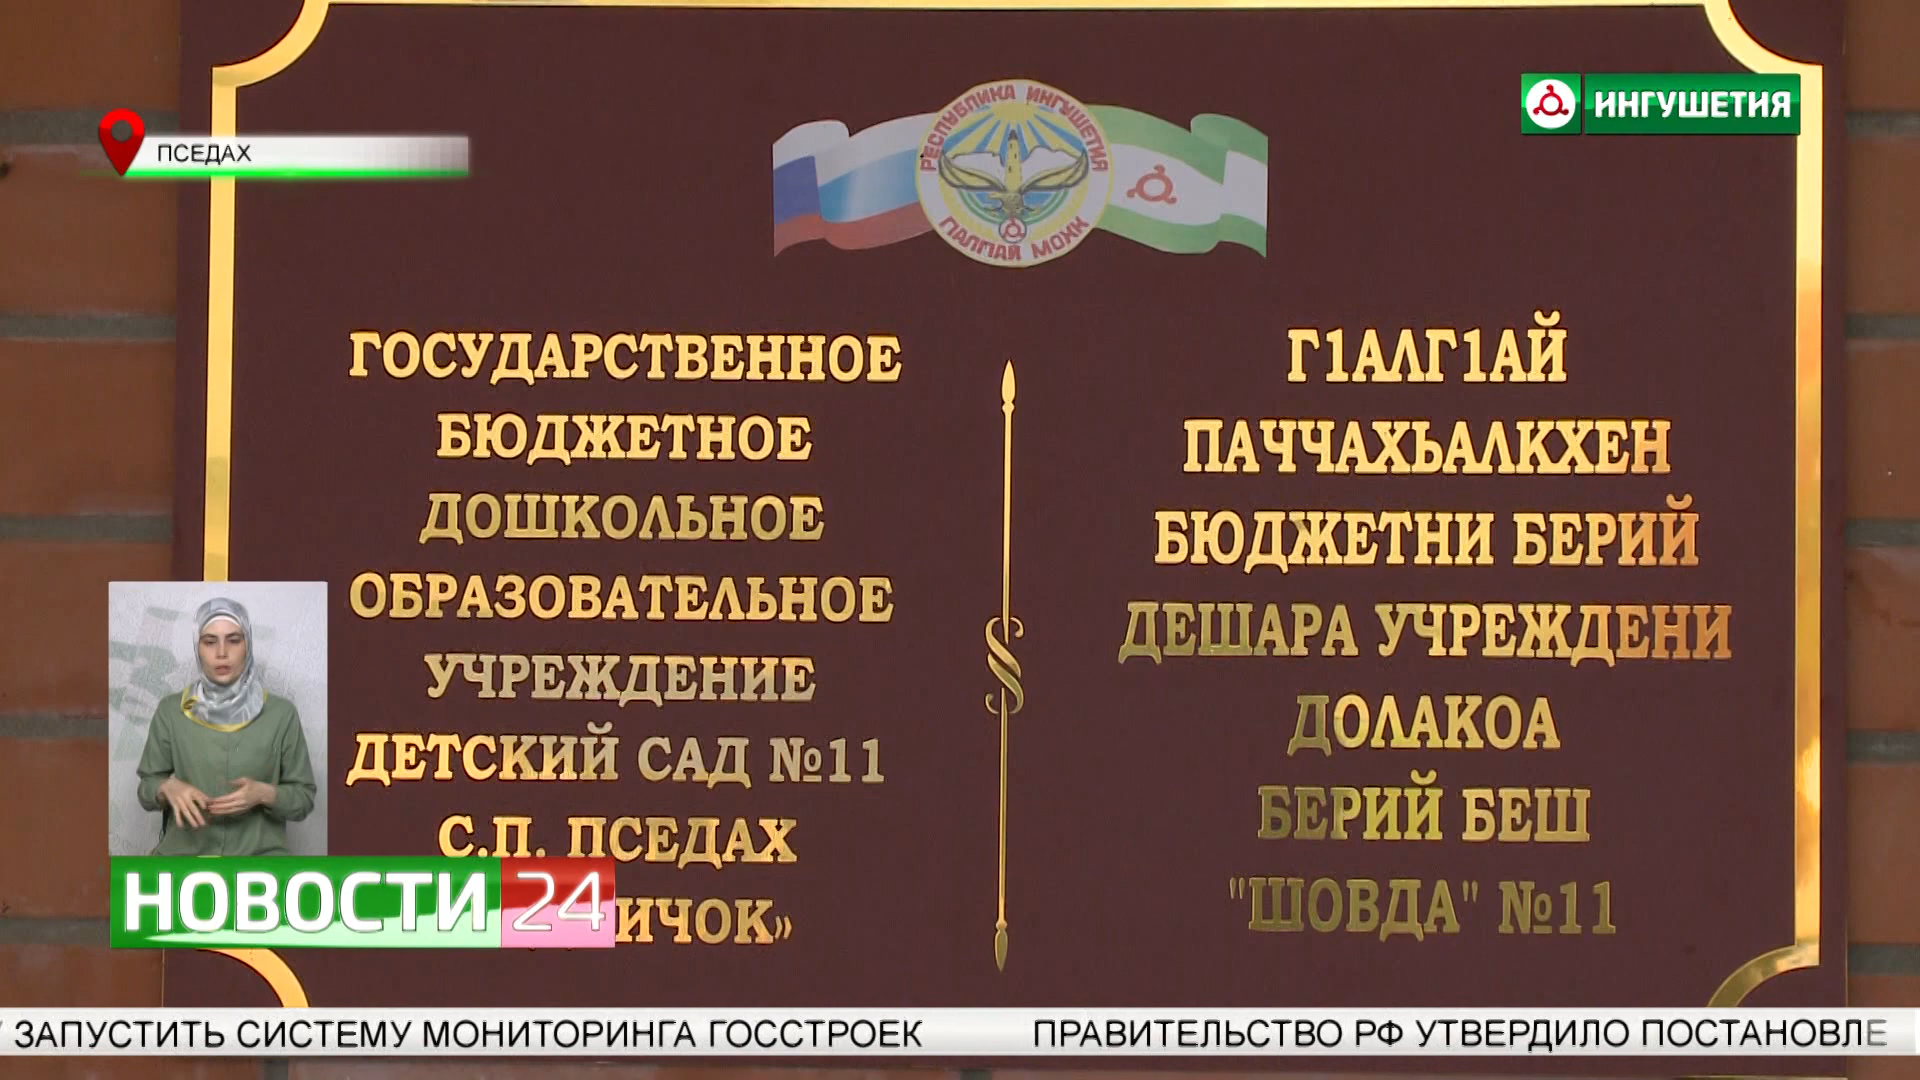 ИНГУШЕТИЯ
ПСЕДАХ
РЕСПУБЛИКА ИНГУШЕТИЯ
ГӀАЛГӀАЙ МОХК
ГОСУДАРСТВЕННОЕ
БЮДЖЕТНОЕ
ДОШКОЛЬНОЕ
ОБРАЗОВАТЕЛЬНОЕ
УЧРЕЖДЕНИЕ
ДЕТСКИЙ САД №11
С.П. ПСЕДАХ
ИЧОК»
Г1АЛГ1АЙ
ПАЧЧАХЬАЛКХЕН
БЮДЖЕТНИ БЕРИЙ
ДЕШАРА УЧРЕЖДЕНИ
ДОЛАКОА
БЕРИЙ БЕШ
"ШОВДА" №11
НОВОСТИ 24
ЗАПУСТИТЬ СИСТЕМУ МОНИТОРИНГА ГОССТРОЕК ПРАВИТЕЛЬСТВО РФ УТВЕРДИЛО ПОСТАНОВЛЕ